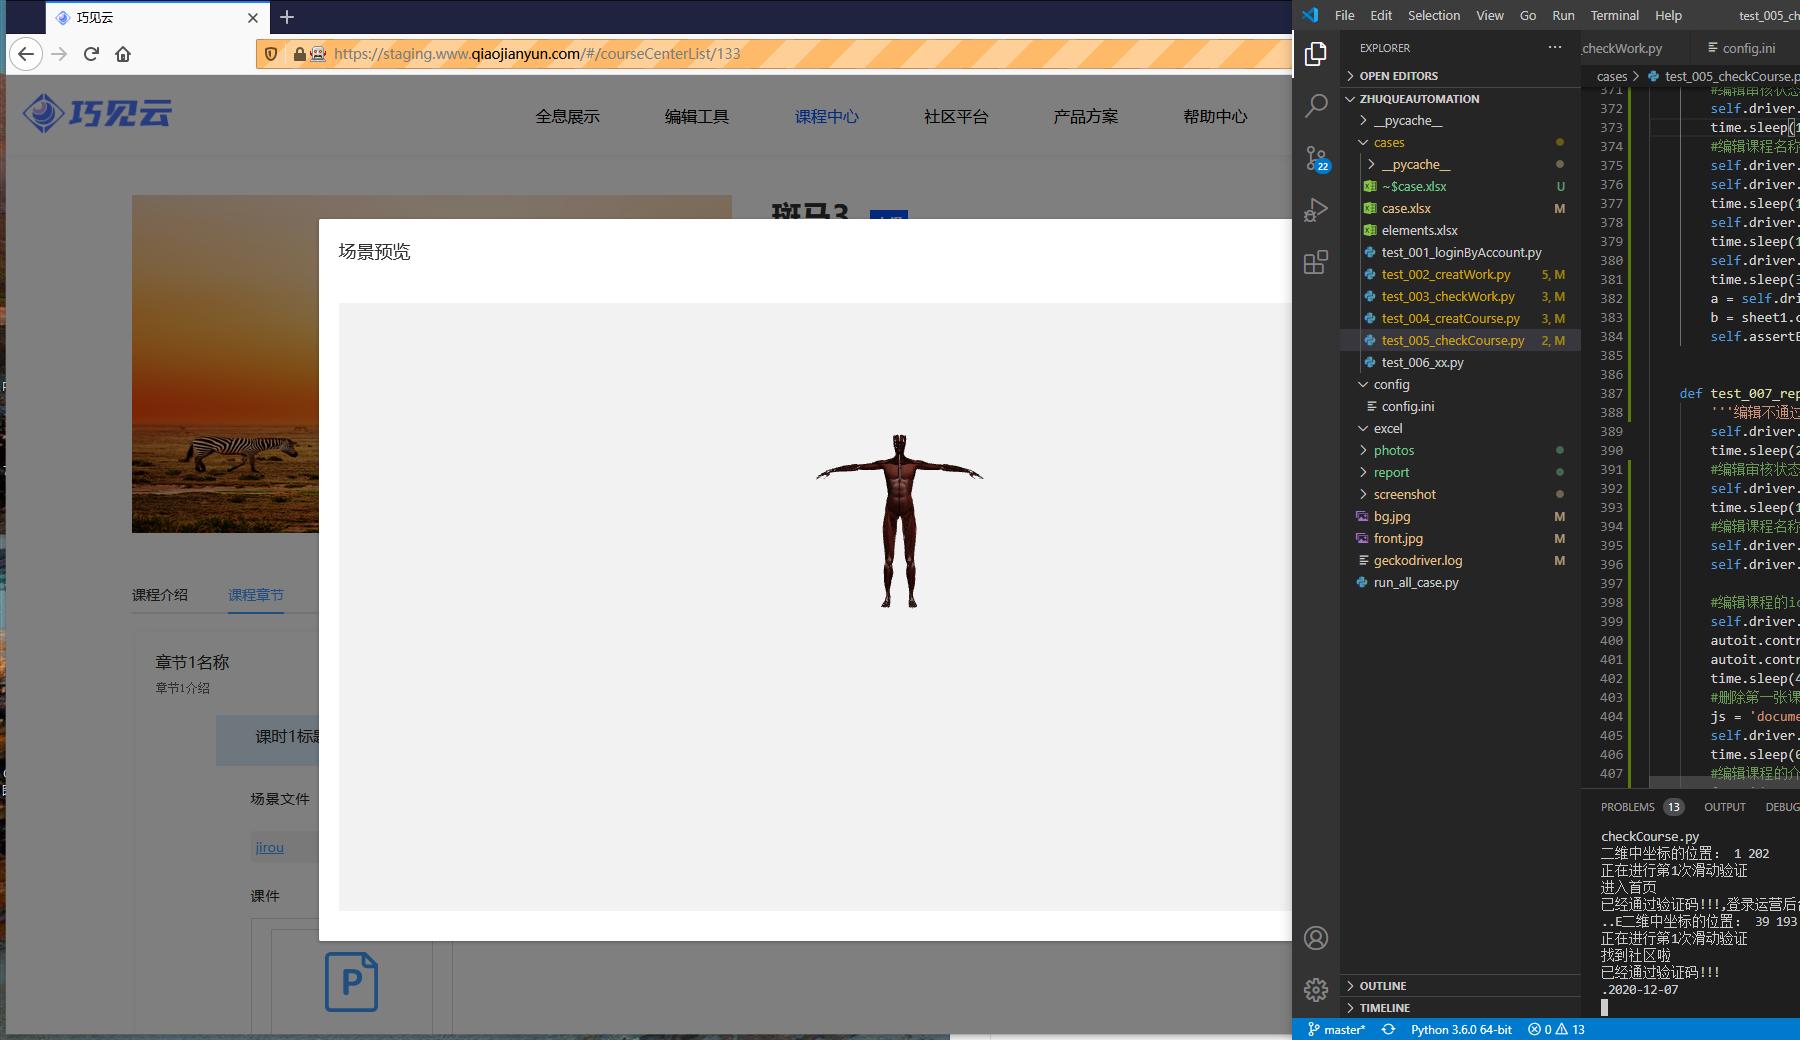 巧见云
https://staging.www.qiaojianyun.com/#/courseCenterList/133
巧见云
全息展示
编辑工具
课程中心
社区平台
产品方案
帮助中心
斑马3
场景预览
课程介绍
课程章节
章节1名称
章节1介绍
课时1标题
场景文件
jirou
课件
P
File Edit Selection View Go Run Terminal Help
test_005_ch
EXPLORER
OPEN EDITORS
ZHUQUEAUTOMATION
__pycache__
cases
__pycache__
~$case.xlsx U
case.xlsx M
elements.xlsx
test_001_loginByAccount.py
test_002_creatWork.py 5, M
test_003_checkWork.py 3, M
test_004_creatCourse.py 3, M
test_005_checkCourse.py 2, M
test_006_xx.py
config
config.ini
excel
photos
report
screenshot
bg.jpg M
front.jpg M
geckodriver.log M
run_all_case.py
OUTLINE
TIMELINE
22
_checkWork.py
config.ini
cases > test_005_checkCourse.p
371 #编辑审核状态
372 self.driver.
373 time.sleep(1
374 #编辑课程名称
375 self.driver.
376 self.driver.
377 time.sleep(1
378 self.driver.
379 time.sleep(1
380 self.driver.
381 time.sleep(3
382 a = self.dri
383 b = sheet1.c
384 self.assertE
385
386
387 def test_007_rep
388 '''编辑不通过
389 self.driver.
390 time.sleep(2
391 #编辑审核状态
392 self.driver.
393 time.sleep(1
394 #编辑课程名称
395 self.driver.
396 self.driver.
397
398 #编辑课程的ic
399 self.driver.
400 autoit.contr
401 autoit.contr
402 time.sleep(4
403 #删除第一张课
404 js = 'docume
405 self.driver.
406 time.sleep(0
407 #编辑课程的介
PROBLEMS 13 OUTPUT DEBUG
checkCourse.py
二维中坐标的位置： 1 202
正在进行第1次滑动验证
进入首页
已经通过验证码!!!,登录运营后台
..E二维中坐标的位置： 39 193
正在进行第1次滑动验证
找到社区啦
已经通过验证码!!!
.2020-12-07
master* Python 3.6.0 64-bit 0 13